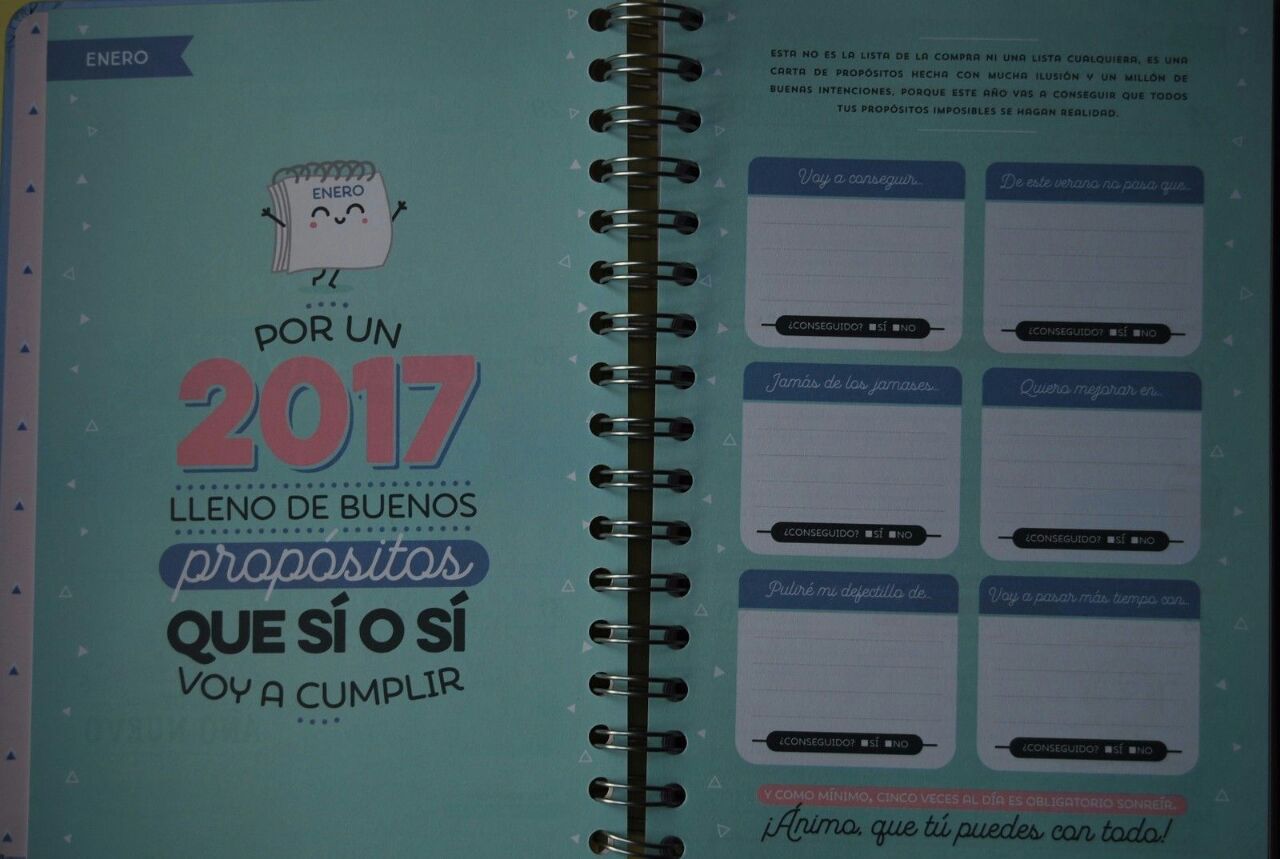 ENERO
ENERO
POR UN
2017
LLENO DE BUENOS
propósitos
QUE SÍ O SÍ
VOY A CUMPLIR
ESTA NO ES LA LISTA DE LA COMPRA NI UNA LISTA CUALQUIERA, ES UNA
CARTA DE PROPÓSITOS HECHA CON MUCHA ILUSIÓN Y UN MILLÓN DE
BUENAS INTENCIONES, PORQUE ESTE AÑO VAS A CONSEGUIR QUE TODOS
TUS PROPÓSITOS IMPOSIBLES SE HAGAN REALIDAD.
Voy a conseguir...
¿CONSEGUIDO? SÍ NO
De este verano no pasa que...
¿CONSEGUIDO? SÍ NO
Jamás de los jamases...
¿CONSEGUIDO? SÍ NO
Quiero mejorar en...
¿CONSEGUIDO? SÍ NO
Puliré mi defectillo de...
¿CONSEGUIDO? SÍ NO
Voy a pasar más tiempo con...
¿CONSEGUIDO? SÍ NO
Y COMO MÍNIMO, CINCO VECES AL DÍA ES OBLIGATORIO SONREÍR.
¡Ánimo, que tú puedes con todo!